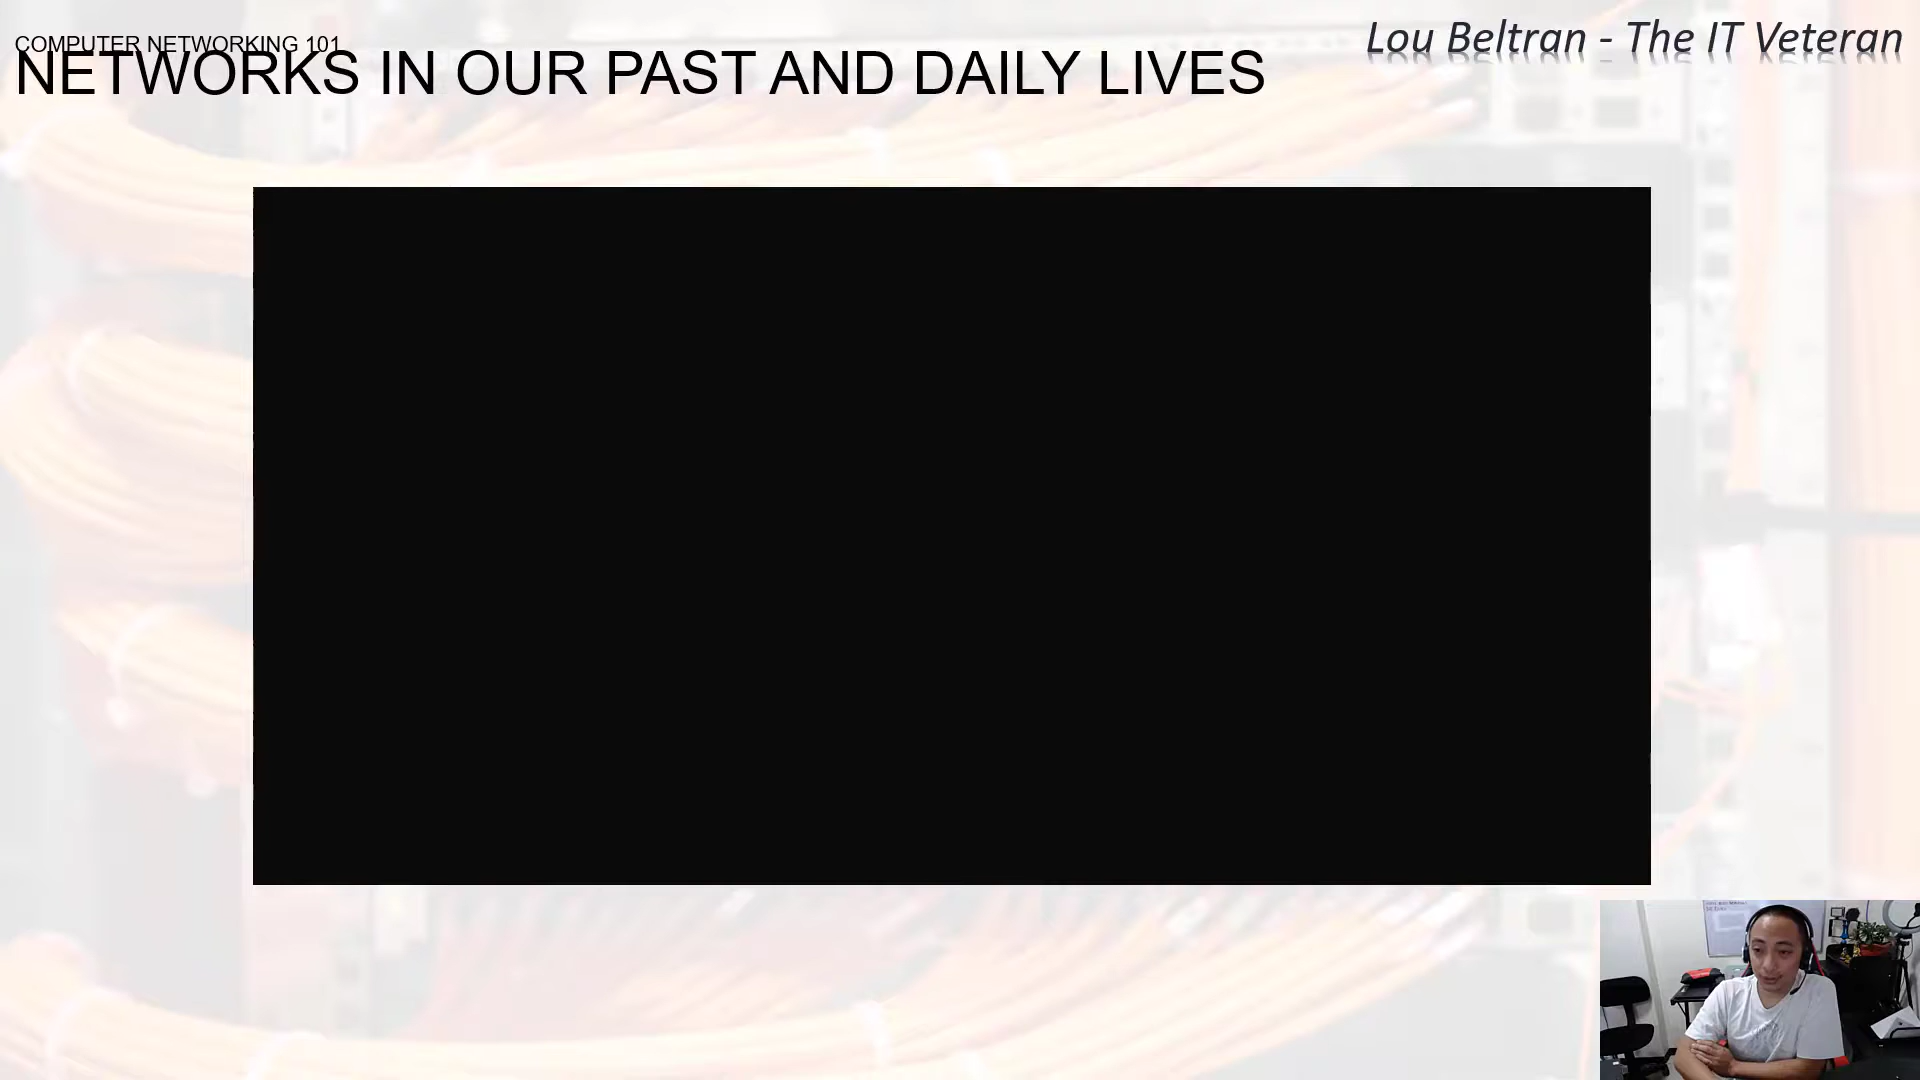 COMPUTER NETWORKING 101
NETWORKS IN OUR PAST AND DAILY LIVES
Lou Beltran - The IT Veteran